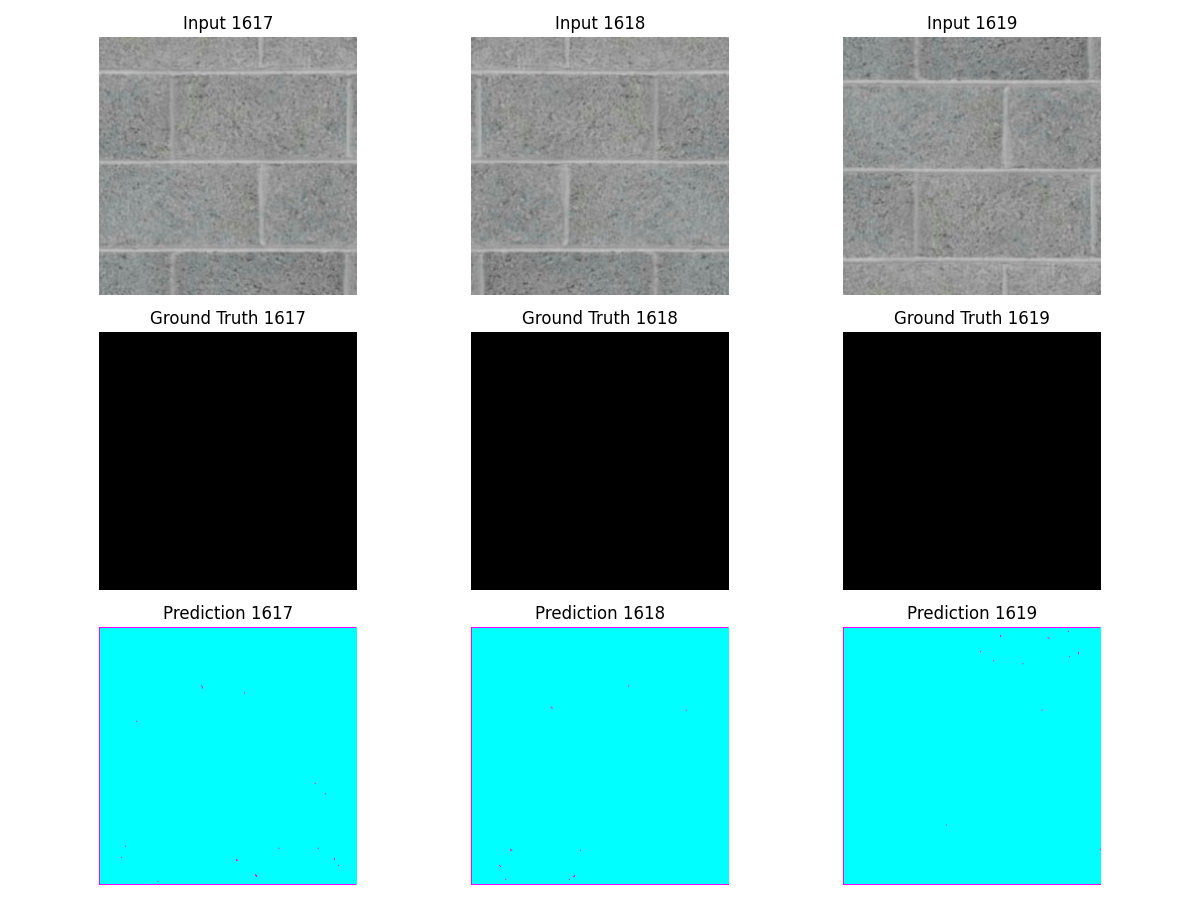 Input 1617
Input 1618
Input 1619
Ground Truth 1617
Ground Truth 1618
Ground Truth 1619
Prediction 1617
Prediction 1618
Prediction 1619